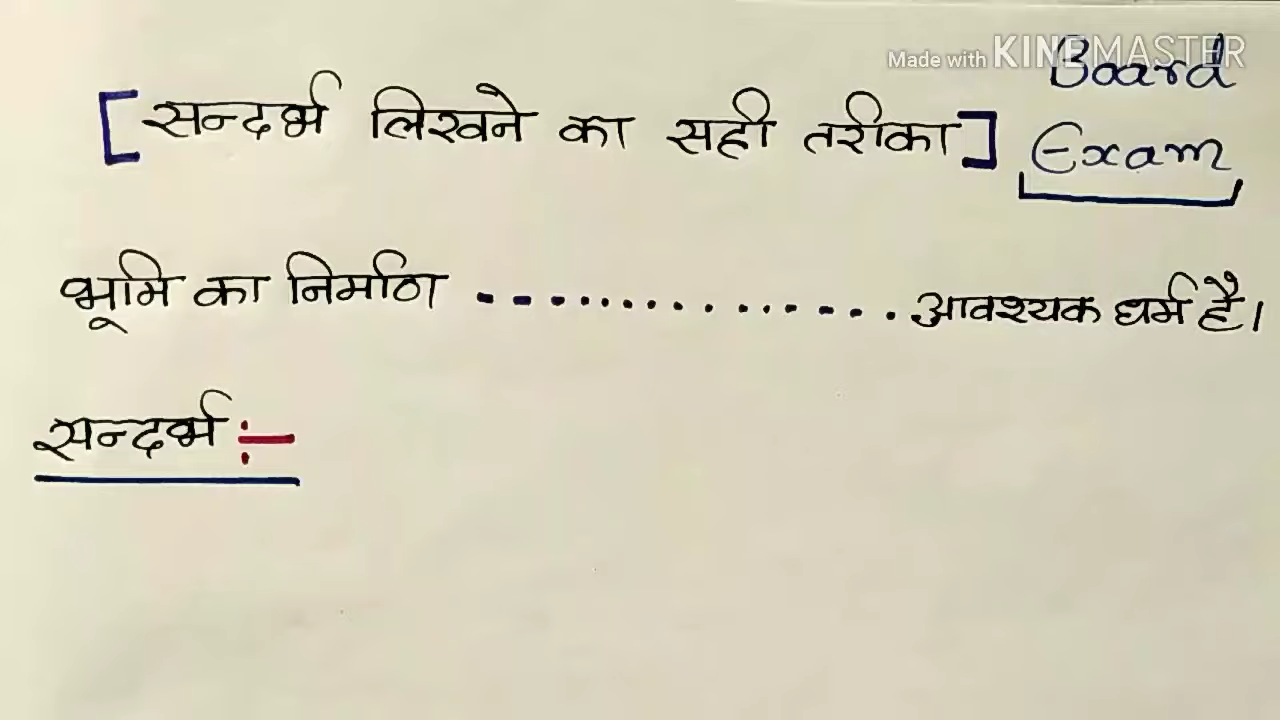 Made with KINEMASTER
Board
[सन्दर्भ लिखने का सही तरीका] Exam
भूमि का निर्माण ................ आवश्यक धर्म है।
सन्दर्भ :-